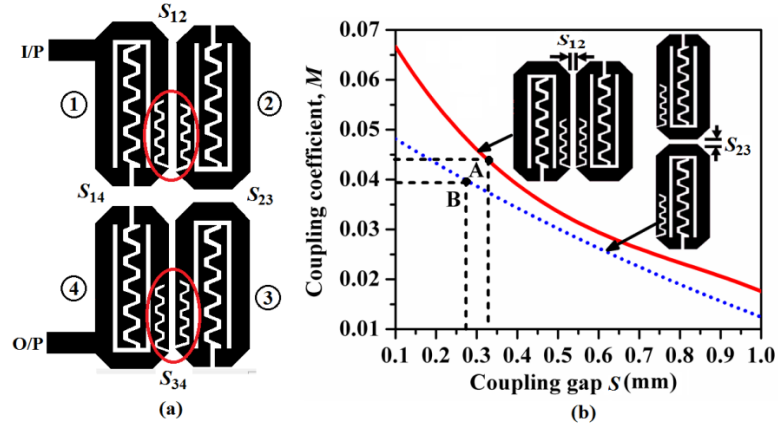 (a)
S12
I/P
1
2
S14
S23
4
3
O/P
S34
(a)
Coupling coefficient, M
0.07
0.06
0.05
0.04
0.03
0.02
0.01
S12
S23
A
B
0.1 0.2 0.3 0.4 0.5 0.6 0.7 0.8 0.9 1.0
Coupling gap S (mm)
(b)